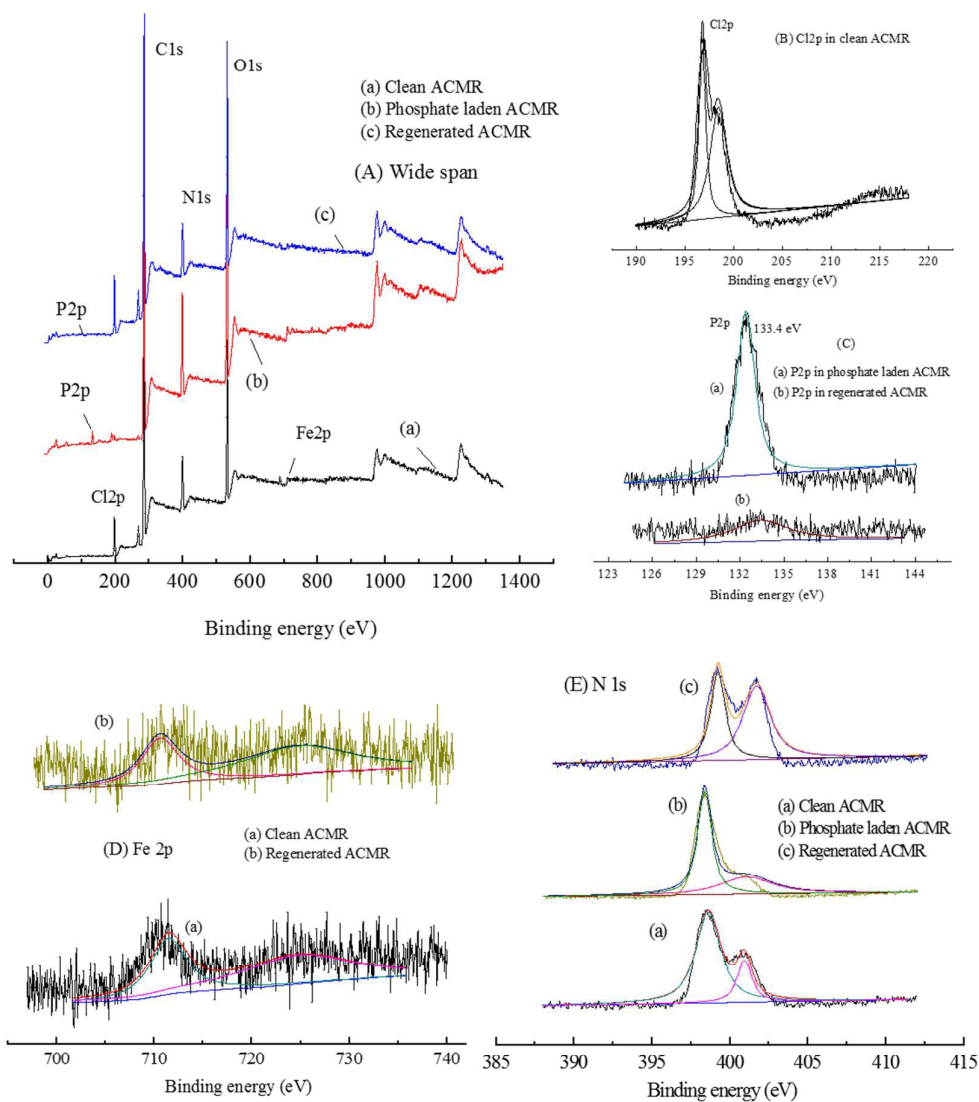 C1s
O1s
(a) Clean ACMR
(b) Phosphate laden ACMR
(c) Regenerated ACMR
(A) Wide span
N1s
(c)
P2p
P2p
(b)
Fe2p
(a)
Cl2p
0 200 400 600 800 1000 1200 1400
Binding energy (eV)
Cl2p
(B) Cl2p in clean ACMR
190 195 200 205 210 215 220
Binding energy (eV)
P2p
133.4 eV
(C)
(a) P2p in phosphate laden ACMR
(b) P2p in regenerated ACMR
(a)
(b)
123 126 129 132 135 138 141 144
Binding energy (eV)
(b)
(D) Fe 2p
(a) Clean ACMR
(b) Regenerated ACMR
(a)
700 710 720 730 740
Binding energy (eV)
(E) N 1s
(c)
(b)
(a) Clean ACMR
(b) Phosphate laden ACMR
(c) Regenerated ACMR
(a)
385 390 395 400 405 410 415
Binding energy (eV)